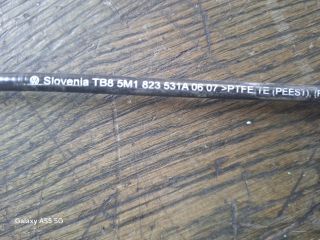 Slovenia TB8 5M1 823 531A 06 07 >PTFE,TE (PEEST),
Galaxy A55 5G